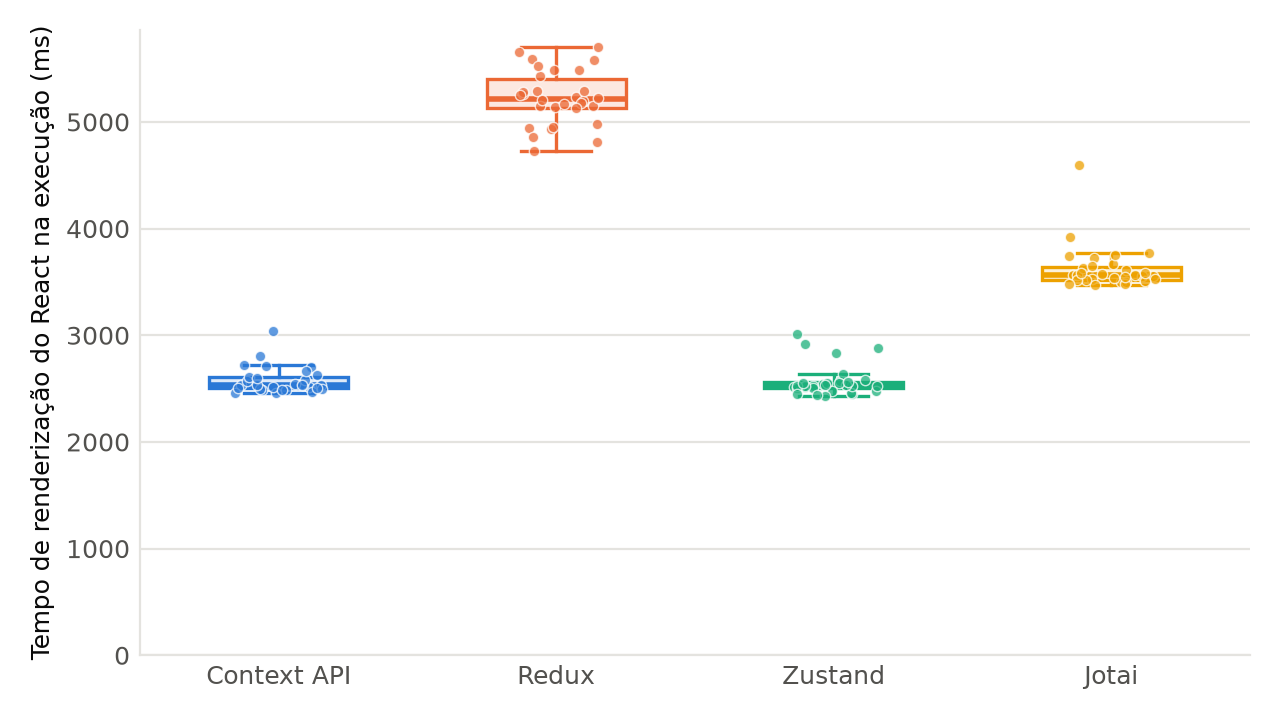 Tempo de renderização do React na execução (ms)
5000
4000
3000
2000
1000
0
Context API
Redux
Zustand
Jotai